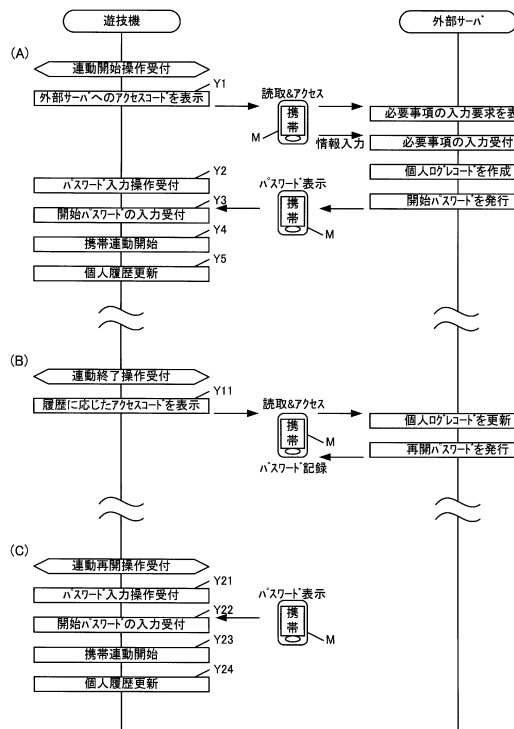 遊技機
外部サーバ
(A)
連動開始操作受付
Y1
外部サーバへのアクセスコードを表示
読取&アクセス
携帯
M
必要事項の入力要求を表
情報入力
必要事項の入力受付
個人ログレコードを作成
Y2
パスワード入力操作受付
パスワード表示
Y3
開始パスワードの入力受付
携帯
M
開始パスワードを発行
Y4
携帯連動開始
Y5
個人履歴更新
(B)
連動終了操作受付
Y11
履歴に応じたアクセスコードを表示
読取&アクセス
携帯
M
パスワード記録
個人ログレコードを更新
再開パスワードを発行
(C)
連動再開操作受付
Y21
パスワード入力操作受付
パスワード表示
Y22
開始パスワードの入力受付
携帯
M
Y23
携帯連動開始
Y24
個人履歴更新